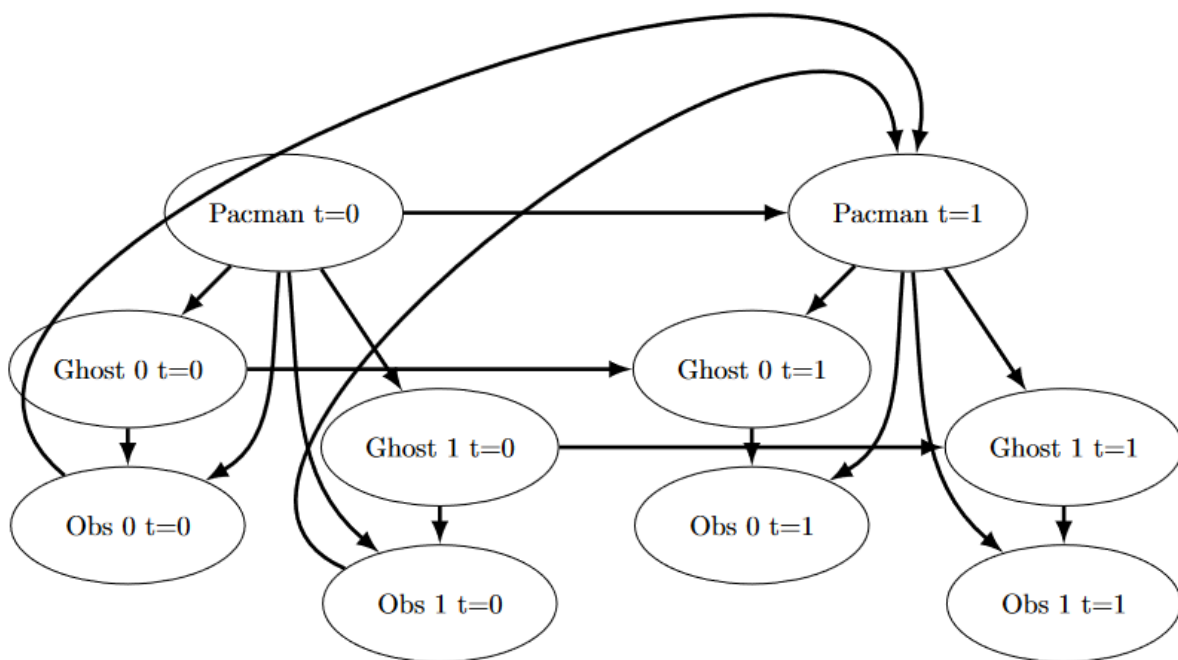 Pacman t=0
Pacman t=1
Ghost 0 t=0
Ghost 0 t=1
Ghost 1 t=0
Ghost 1 t=1
Obs 0 t=0
Obs 0 t=1
Obs 1 t=0
Obs 1 t=1